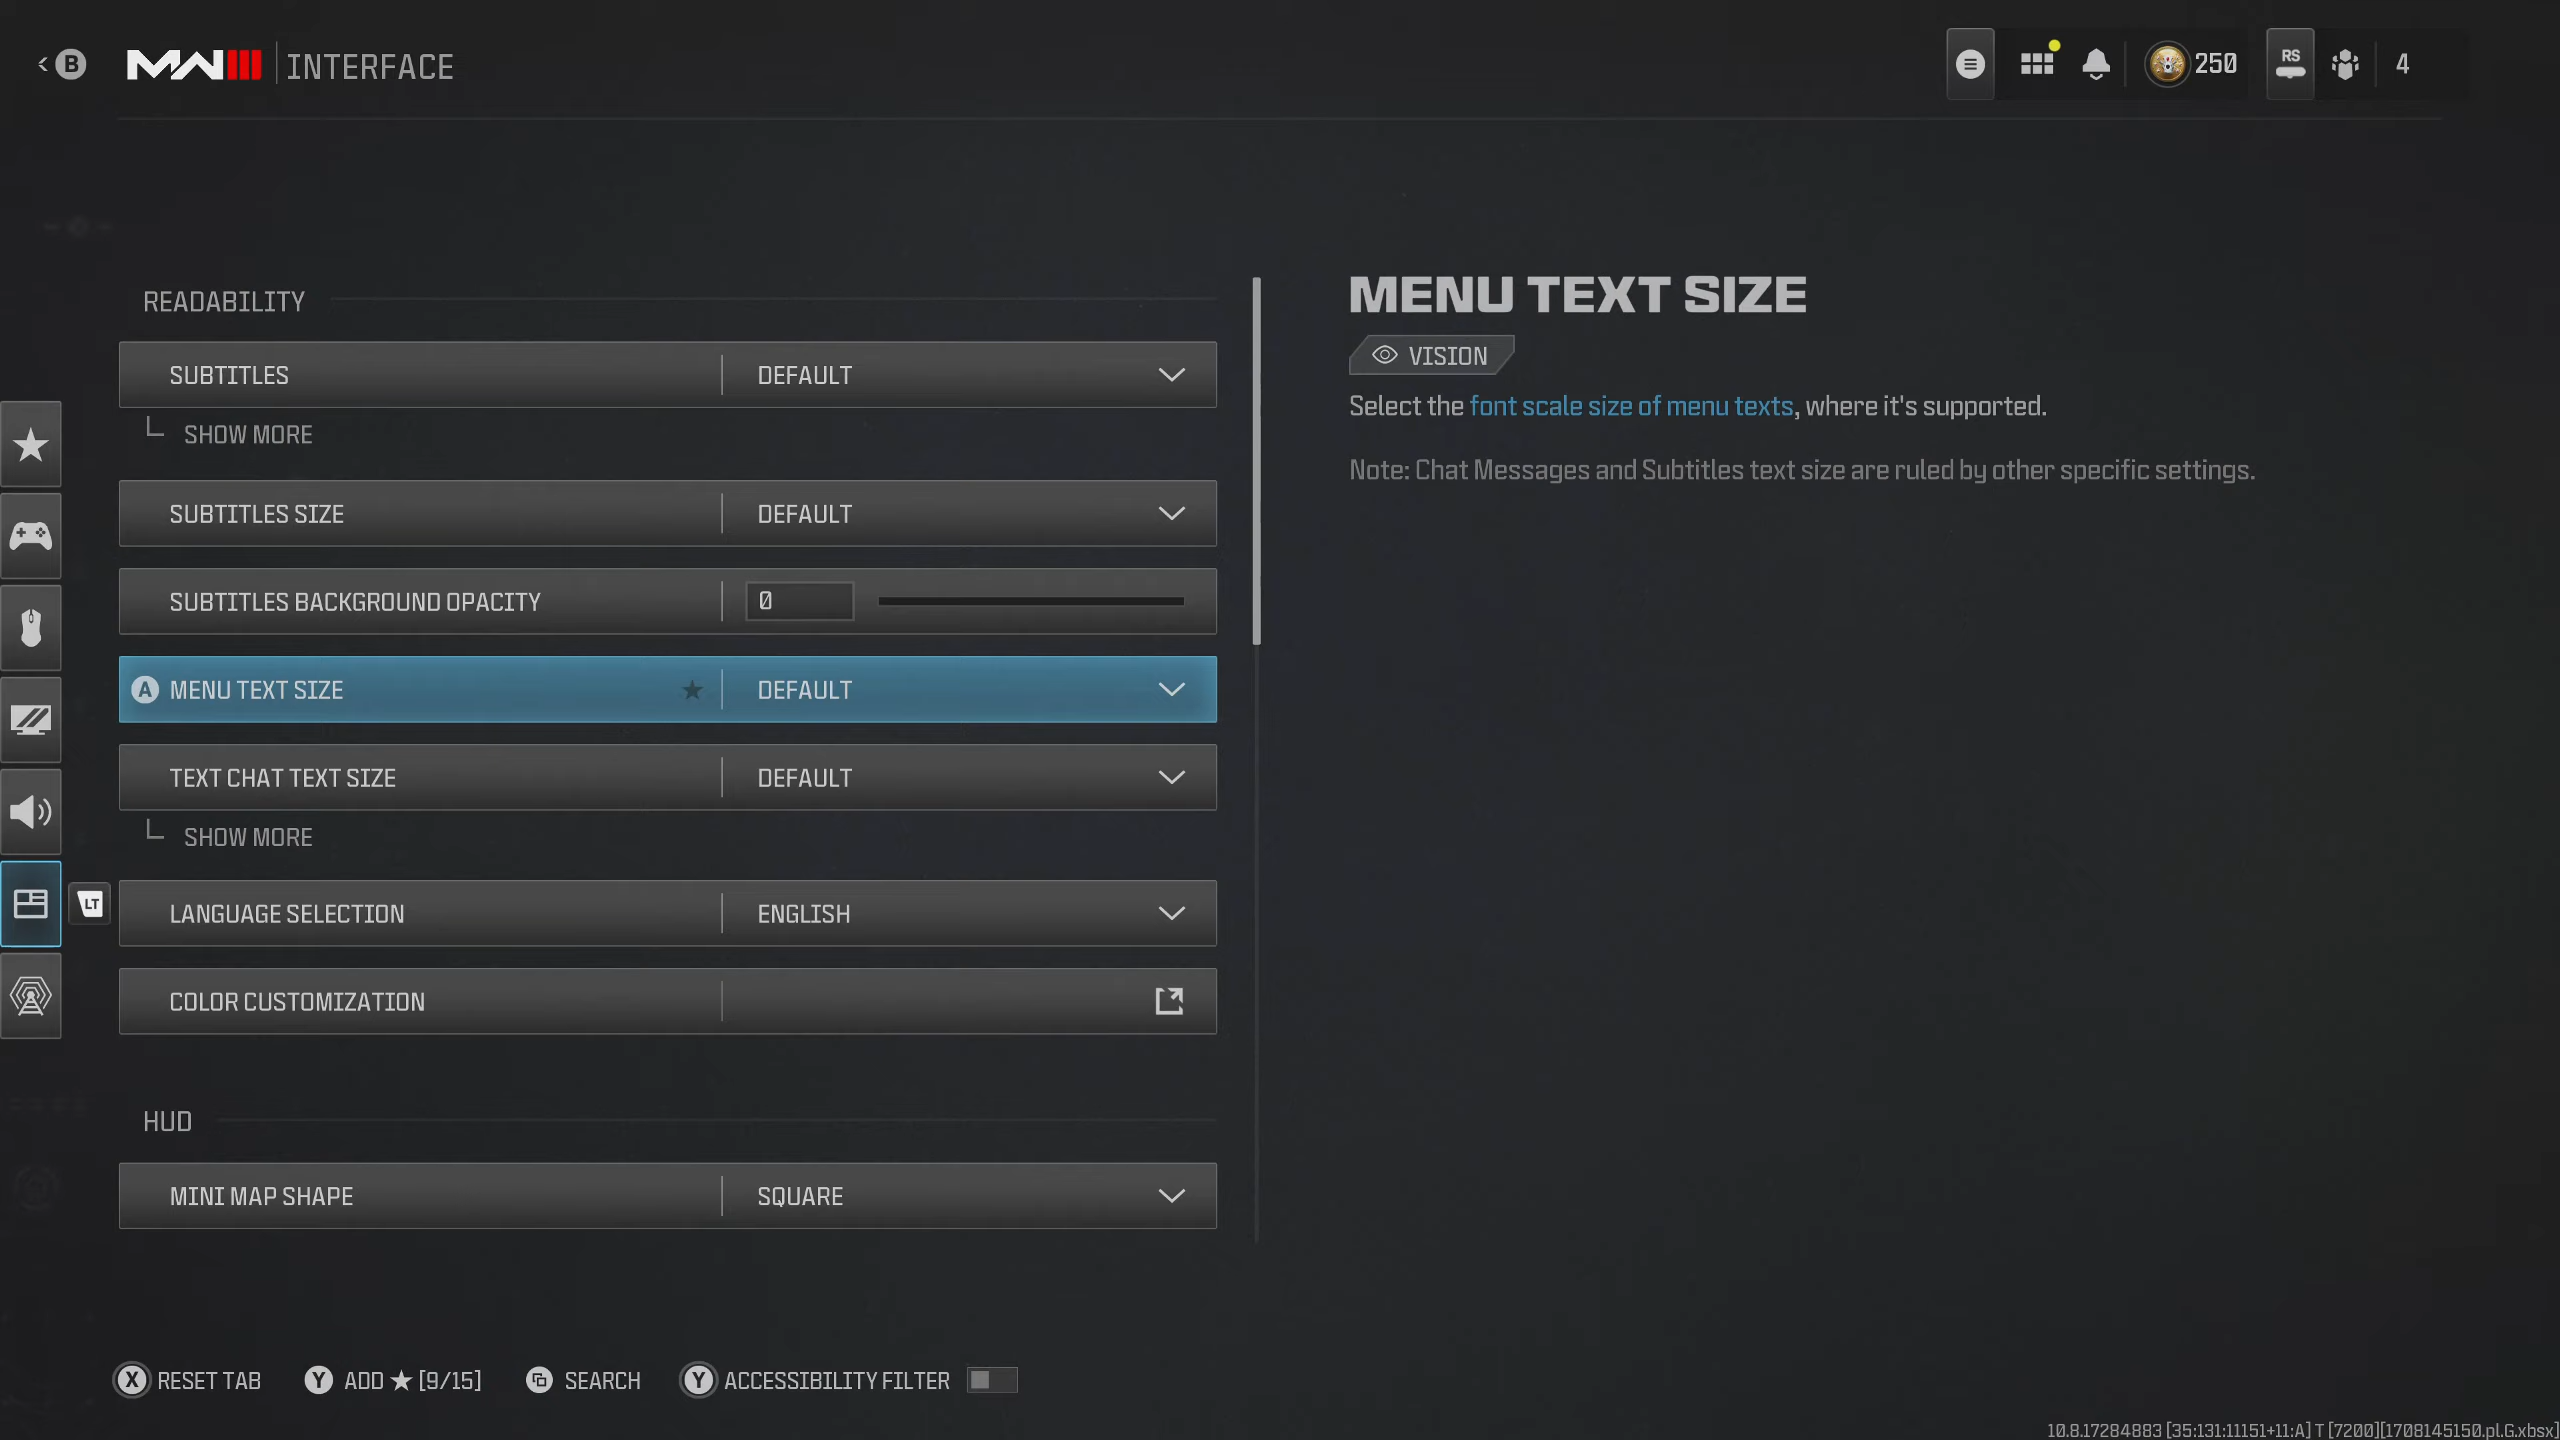 B MWIII INTERFACE 250 RS 4
READABILITY
SUBTITLES DEFAULT
SHOW MORE
SUBTITLES SIZE DEFAULT
SUBTITLES BACKGROUND OPACITY 0
A MENU TEXT SIZE DEFAULT
TEXT CHAT TEXT SIZE DEFAULT
SHOW MORE
LT
LANGUAGE SELECTION ENGLISH
COLOR CUSTOMIZATION
HUD
MINI MAP SHAPE SQUARE
MENU TEXT SIZE
VISION
Select the font scale size of menu texts, where it's supported.
Note: Chat Messages and Subtitles text size are ruled by other specific settings.
X RESET TAB Y ADD ★ [9/15] SEARCH Y ACCESSIBILITY FILTER
10.8.17284883 [35:131:11151+11:A] T [7200][1708145150.pl.G.xbsx]